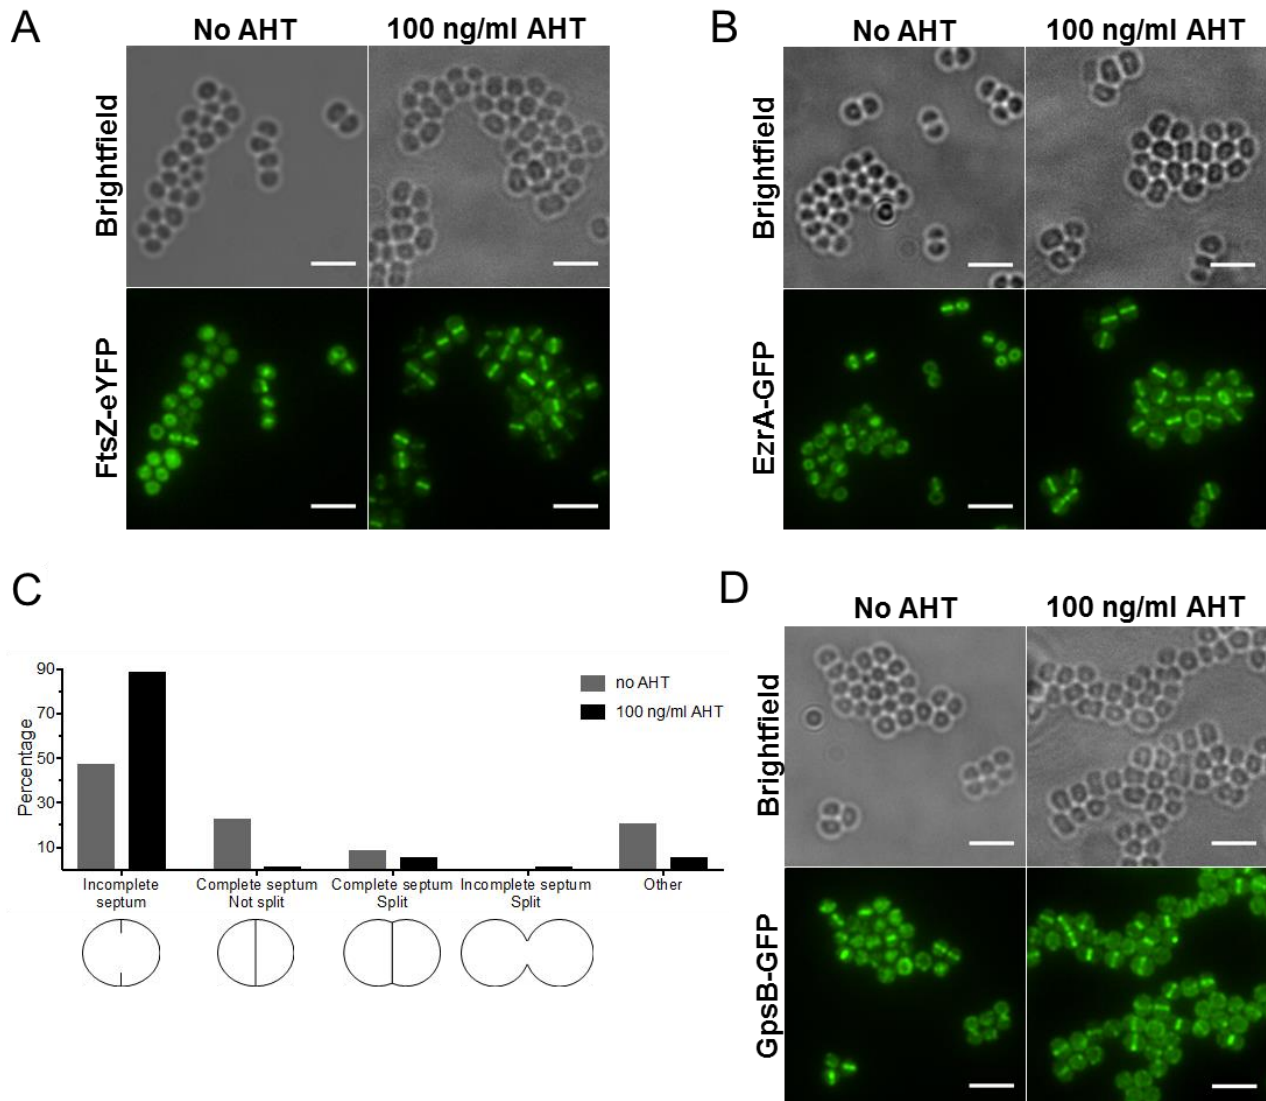 A
No AHT
100 ng/ml AHT
Brightfield
FtsZ-eYFP
B
No AHT
100 ng/ml AHT
Brightfield
EzrA-GFP
C
Percentage
90
70
50
30
10
no AHT
100 ng/ml AHT
Incomplete
septum
Complete septum
Not split
Complete septum
Split
Incomplete septum
Split
Other
D
No AHT
100 ng/ml AHT
Brightfield
GpsB-GFP